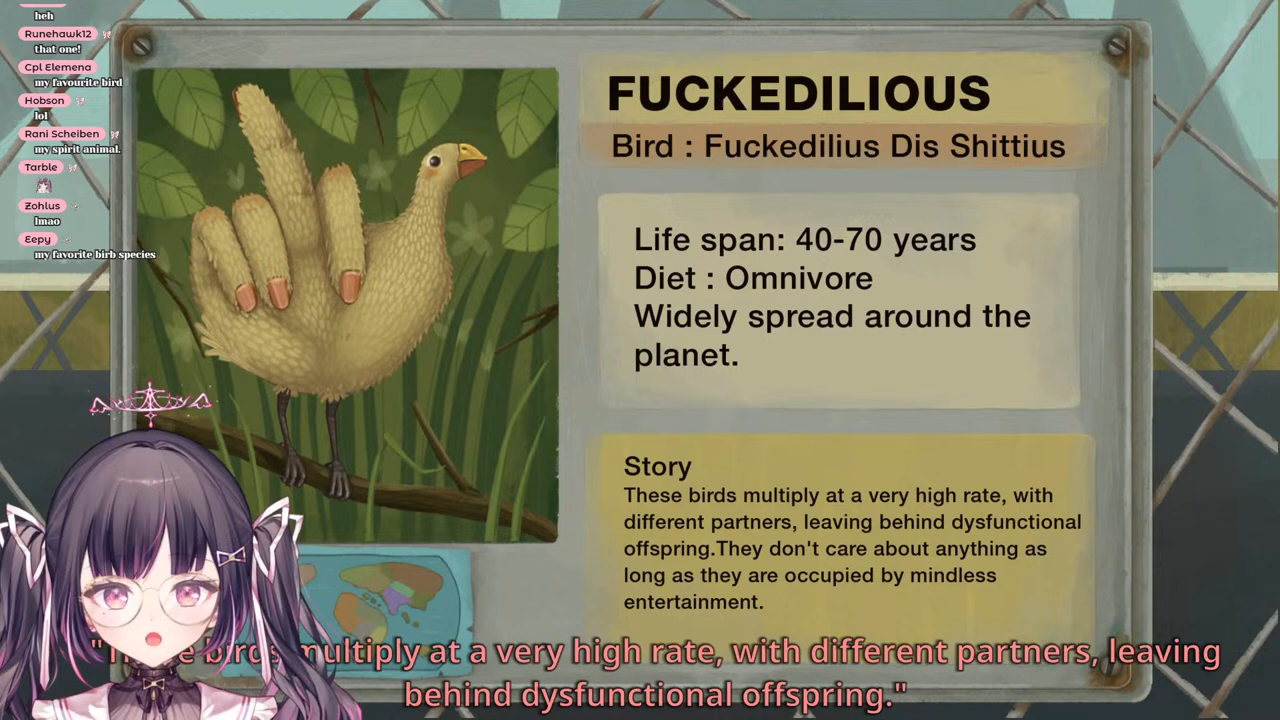 heh
Runehawk12
that one!
Cpl Elemena
my favourite bird
Hobson
lol
Rani Scheiben
my spirit animal.
Tarble
Zohlus
lmao
Eepy
my favorite birb species
FUCKEDILIOUS
Bird : Fuckedilius Dis Shittius
Life span: 40-70 years
Diet : Omnivore
Widely spread around the
planet.
Story
These birds multiply at a very high rate, with
different partners, leaving behind dysfunctional
offspring.They don't care about anything as
long as they are occupied by mindless
entertainment.
"These birds multiply at a very high rate, with different partners, leaving
behind dysfunctional offspring."